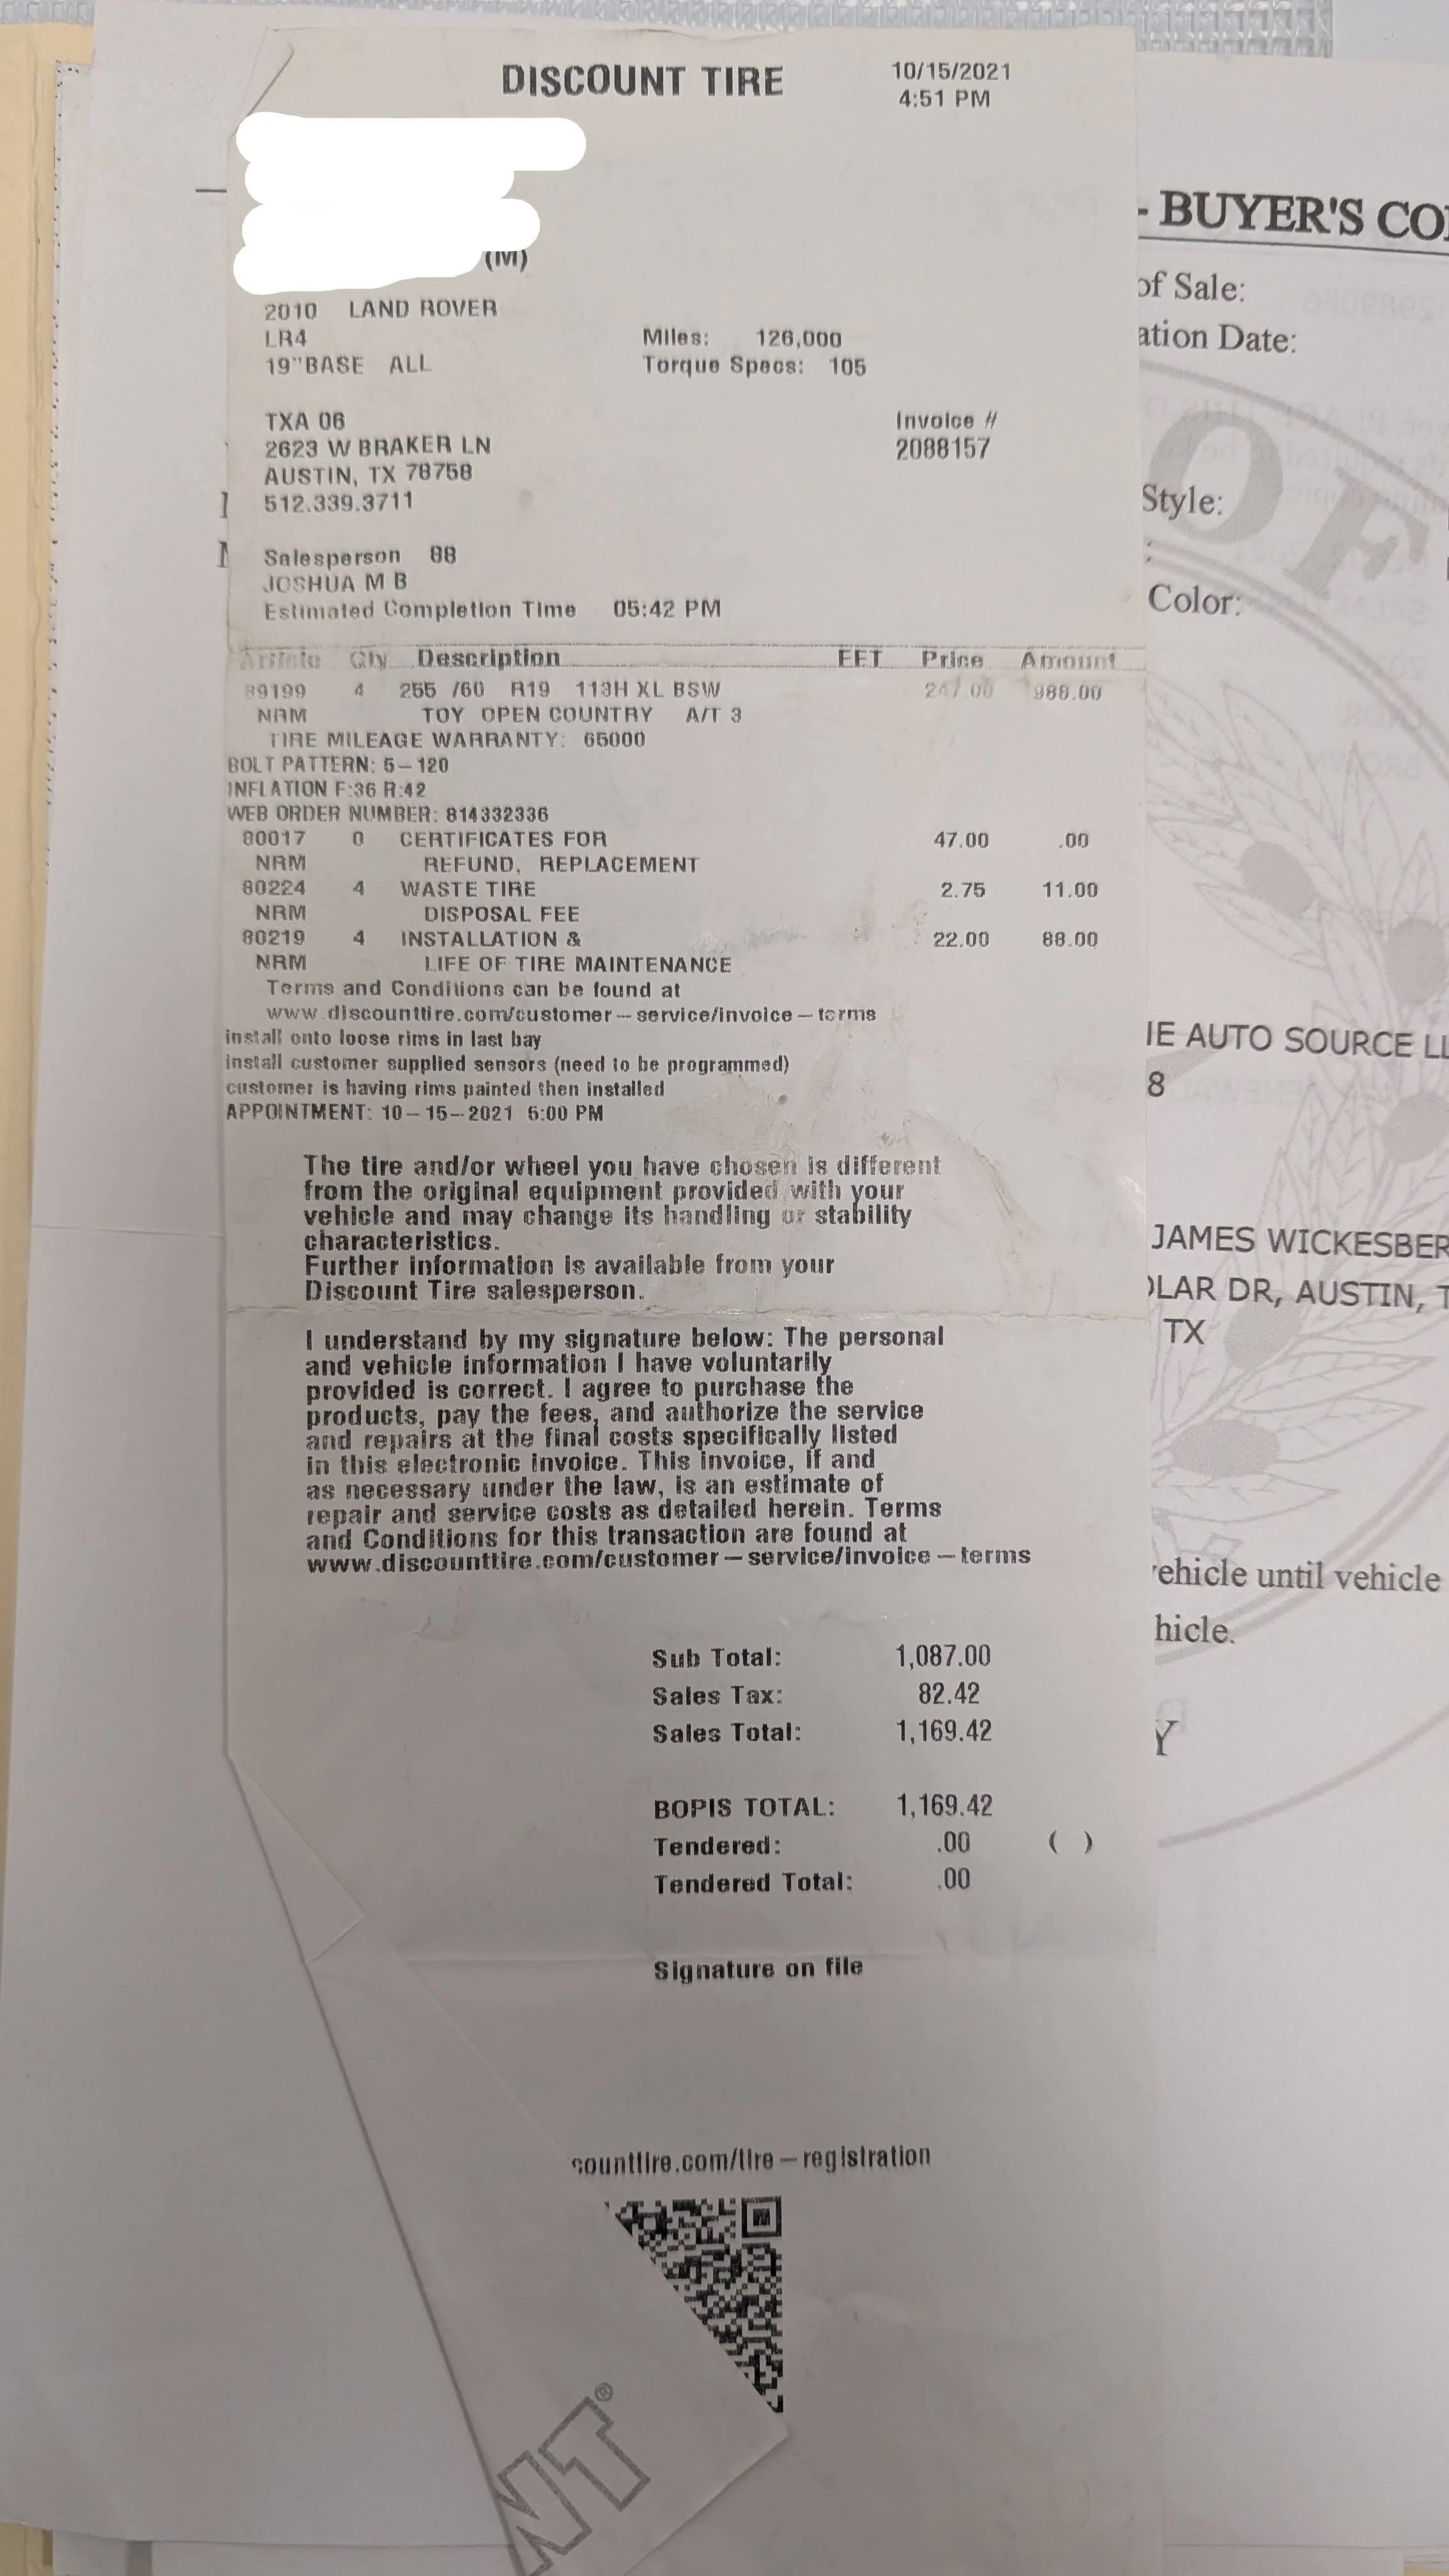 DISCOUNT TIRE
10/15/2021
4:51 PM
(M)
2010 LAND ROVER
LR4 Miles: 126,000
19"BASE ALL Torque Specs: 105
TXA 06 Invoice #
2623 W BRAKER LN 2088157
AUSTIN, TX 78758
512.339.3711
Salesperson 88
JOSHUA M B
Estimated Completion Time 05:42 PM
Article Qty Description FET Price Amount
89199 4 255 /60 R19 113H XL BSW 247.00 988.00
NRM TOY OPEN COUNTRY A/T 3
TIRE MILEAGE WARRANTY: 65000
BOLT PATTERN: 5-120
INFLATION F:36 R:42
WEB ORDER NUMBER: 814332336
80017 0 CERTIFICATES FOR 47.00 .00
NRM REFUND, REPLACEMENT
80224 4 WASTE TIRE 2.75 11.00
NRM DISPOSAL FEE
80219 4 INSTALLATION & 22.00 88.00
NRM LIFE OF TIRE MAINTENANCE
Terms and Conditions can be found at
www.discounttire.com/customer-service/invoice-terms
install onto loose rims in last bay
install customer supplied sensors (need to be programmed)
customer is having rims painted then installed
APPOINTMENT: 10-15-2021 5:00 PM
The tire and/or wheel you have chosen is different
from the original equipment provided with your
vehicle and may change its handling or stability
characteristics.
Further information is available from your
Discount Tire salesperson.
I understand by my signature below: The personal
and vehicle information I have voluntarily
provided is correct. I agree to purchase the
products, pay the fees, and authorize the service
and repairs at the final costs specifically listed
in this electronic invoice. This invoice, if and
as necessary under the law, is an estimate of
repair and service costs as detailed herein. Terms
and Conditions for this transaction are found at
www.discounttire.com/customer-service/invoice-terms
Sub Total: 1,087.00
Sales Tax: 82.42
Sales Total: 1,169.42
BOPIS TOTAL: 1,169.42
Tendered: .00 ( )
Tendered Total: .00
Signature on file
counttire.com/tire-registration
NT®
- BUYER'S CO
of Sale:
ation Date:
OF
Style:
:
Color:
IE AUTO SOURCE LL
8
JAMES WICKESBER
OLAR DR, AUSTIN, T
TX
ehicle until vehicle
hicle.
Y